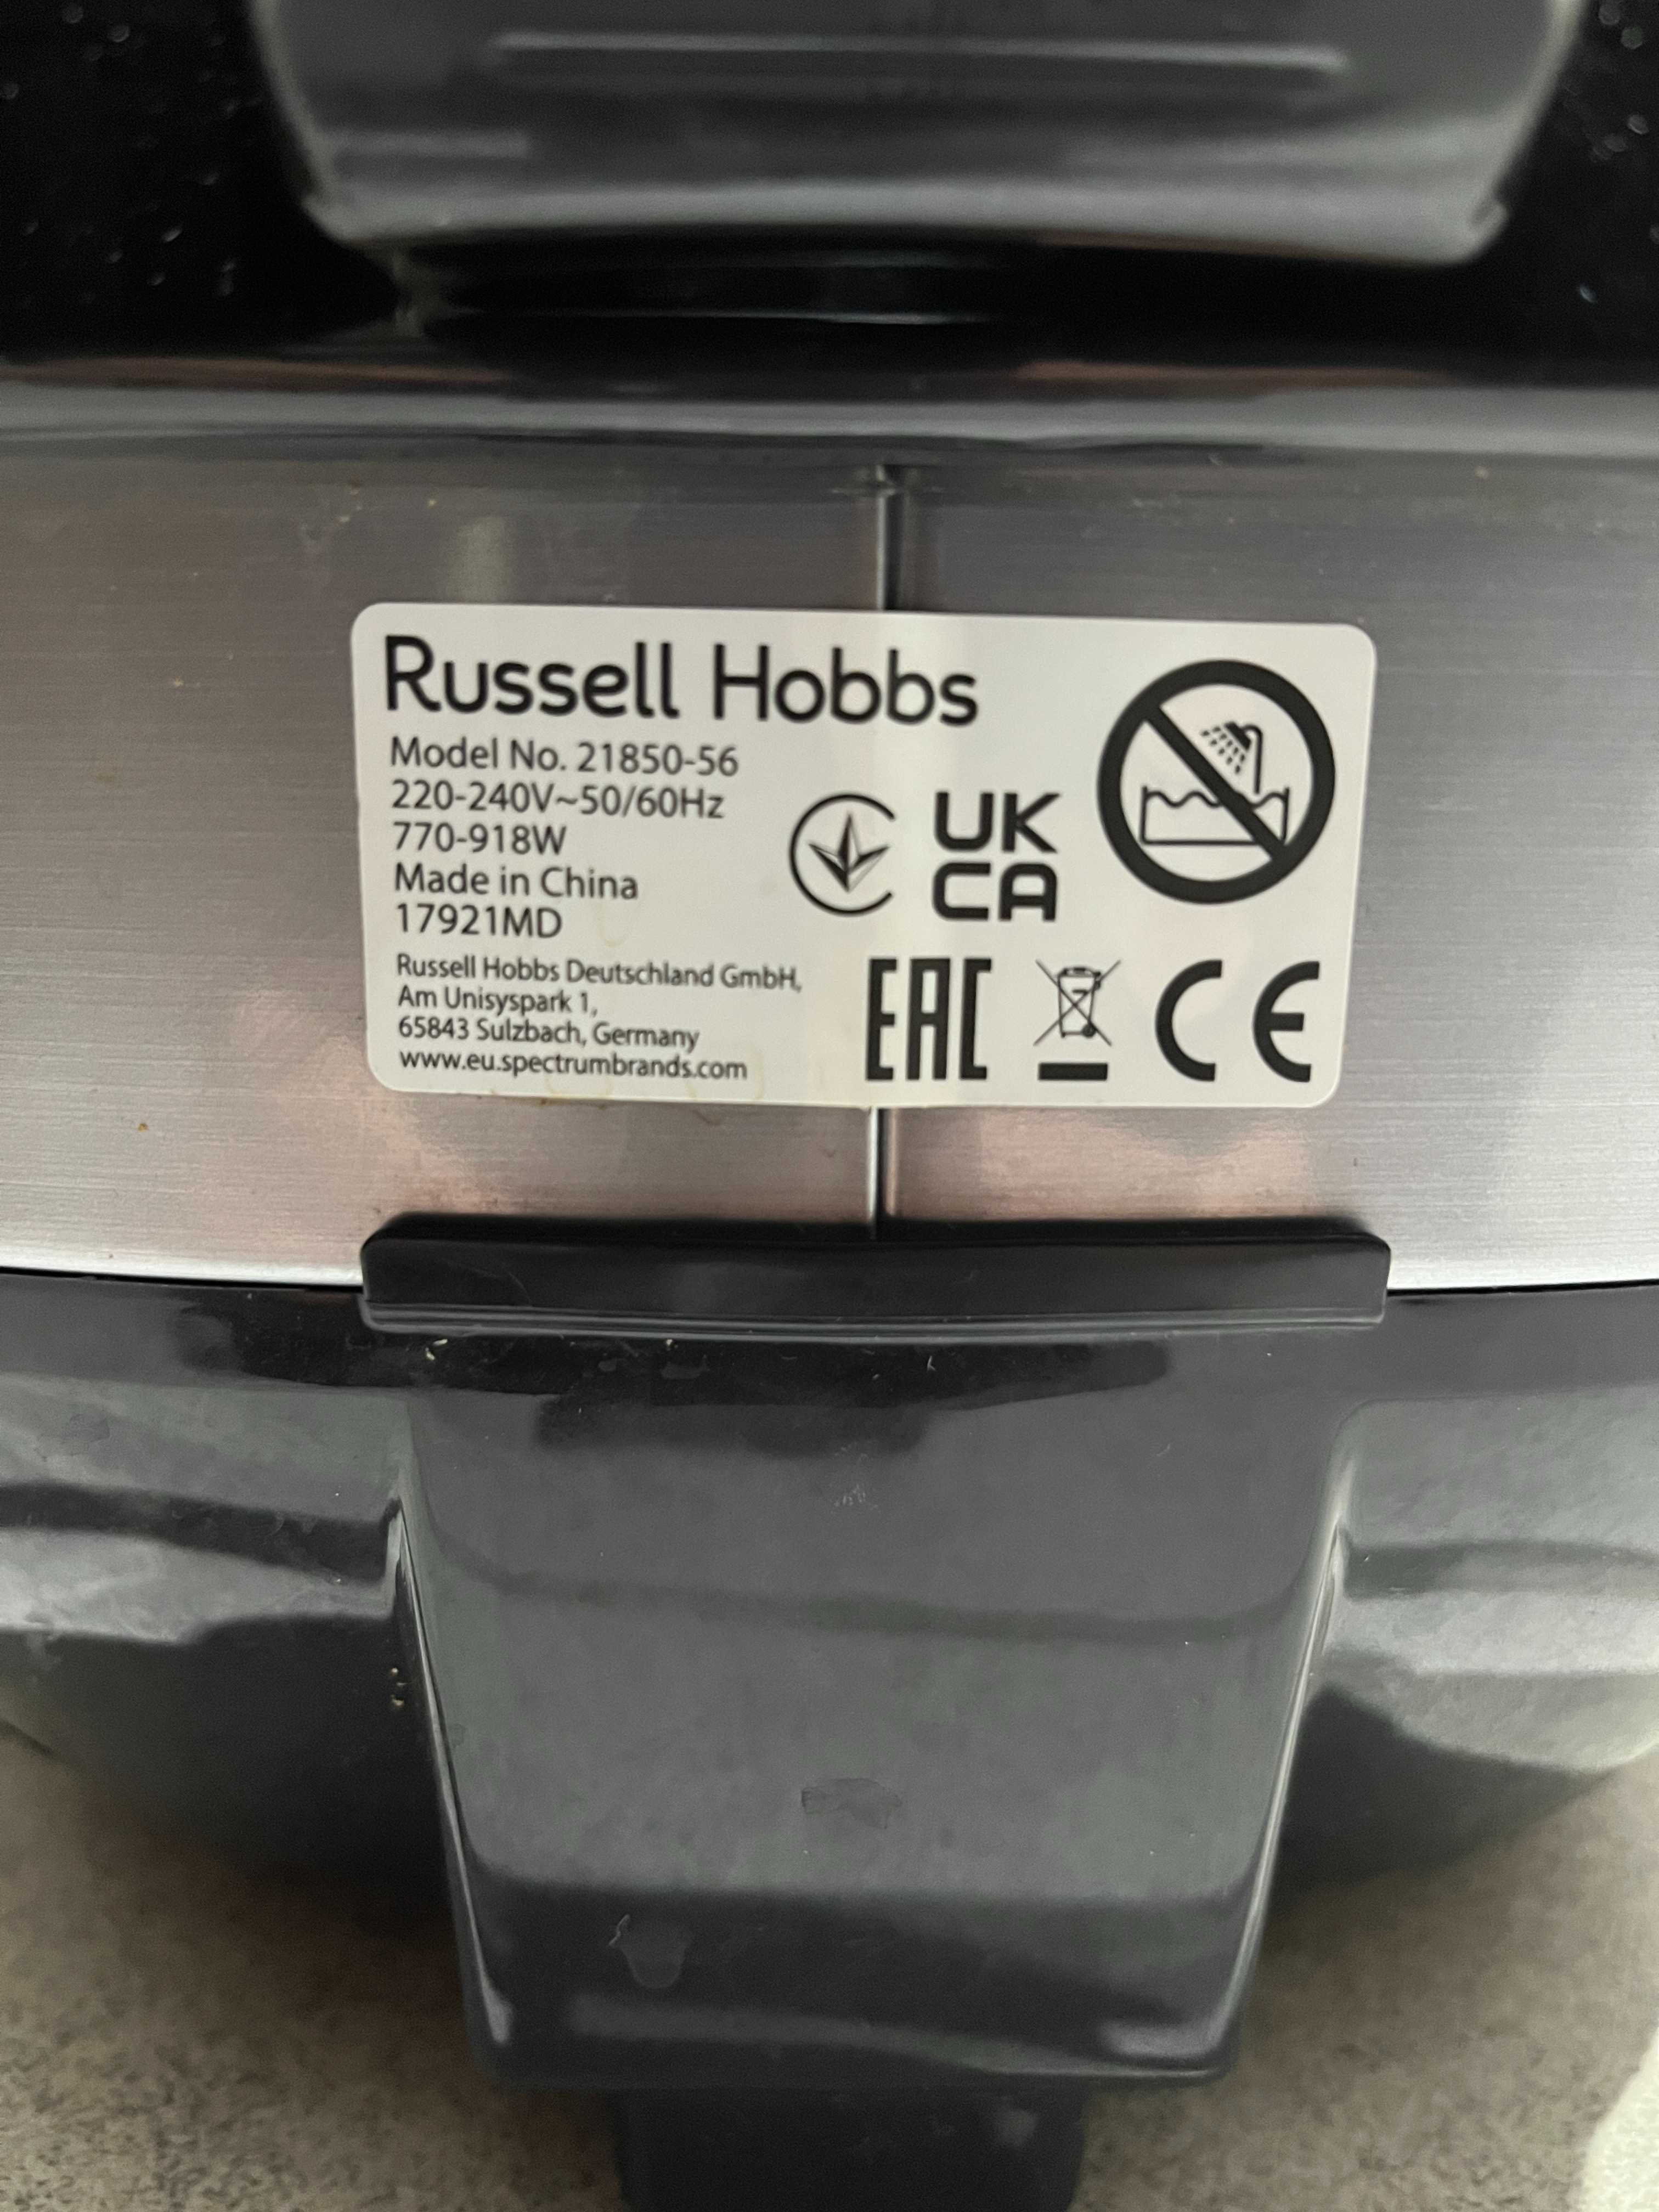 Russell Hobbs
Model No. 21850-56
220-240V~50/60Hz
770-918W
Made in China
17921MD
Russell Hobbs Deutschland GmbH,
Am Unisyspark 1,
65843 Sulzbach, Germany
www.eu.spectrumbrands.com
UK
CA
EAC
CE